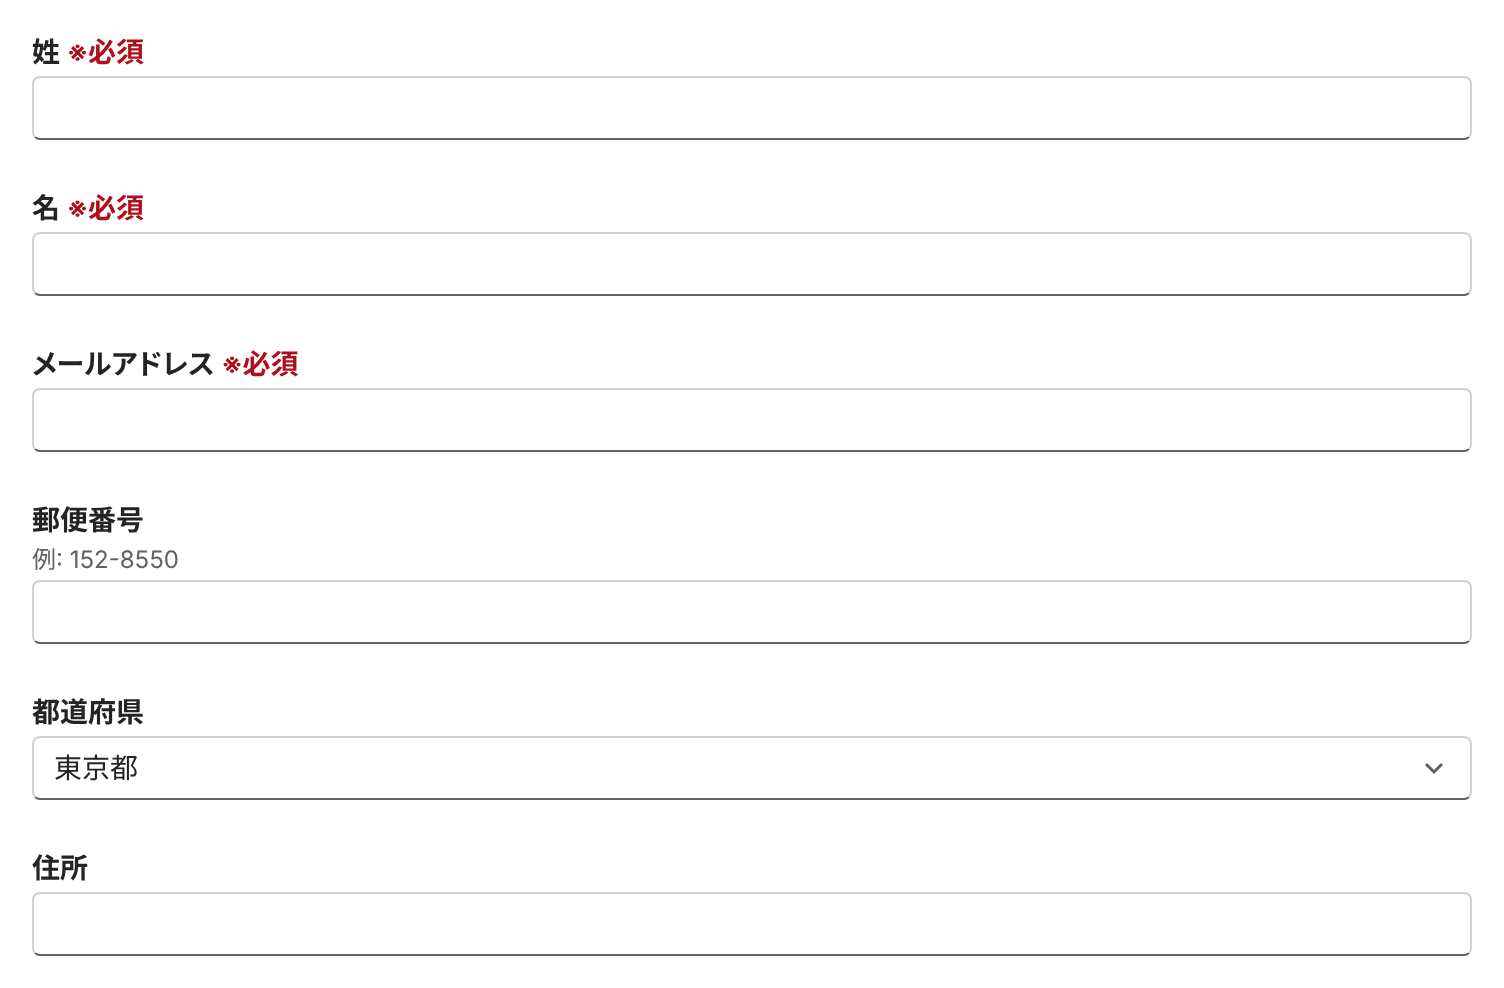 姓 ※必須
名 ※必須
メールアドレス ※必須
郵便番号
例: 152-8550
都道府県
東京都
住所